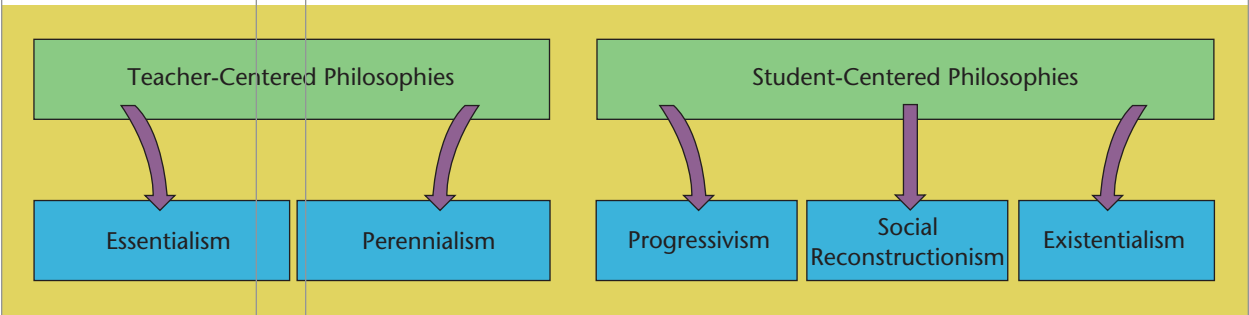 Teacher-Centered Philosophies
Student-Centered Philosophies
Essentialism
Perennialism
Progressivism
Social
Reconstructionism
Existentialism